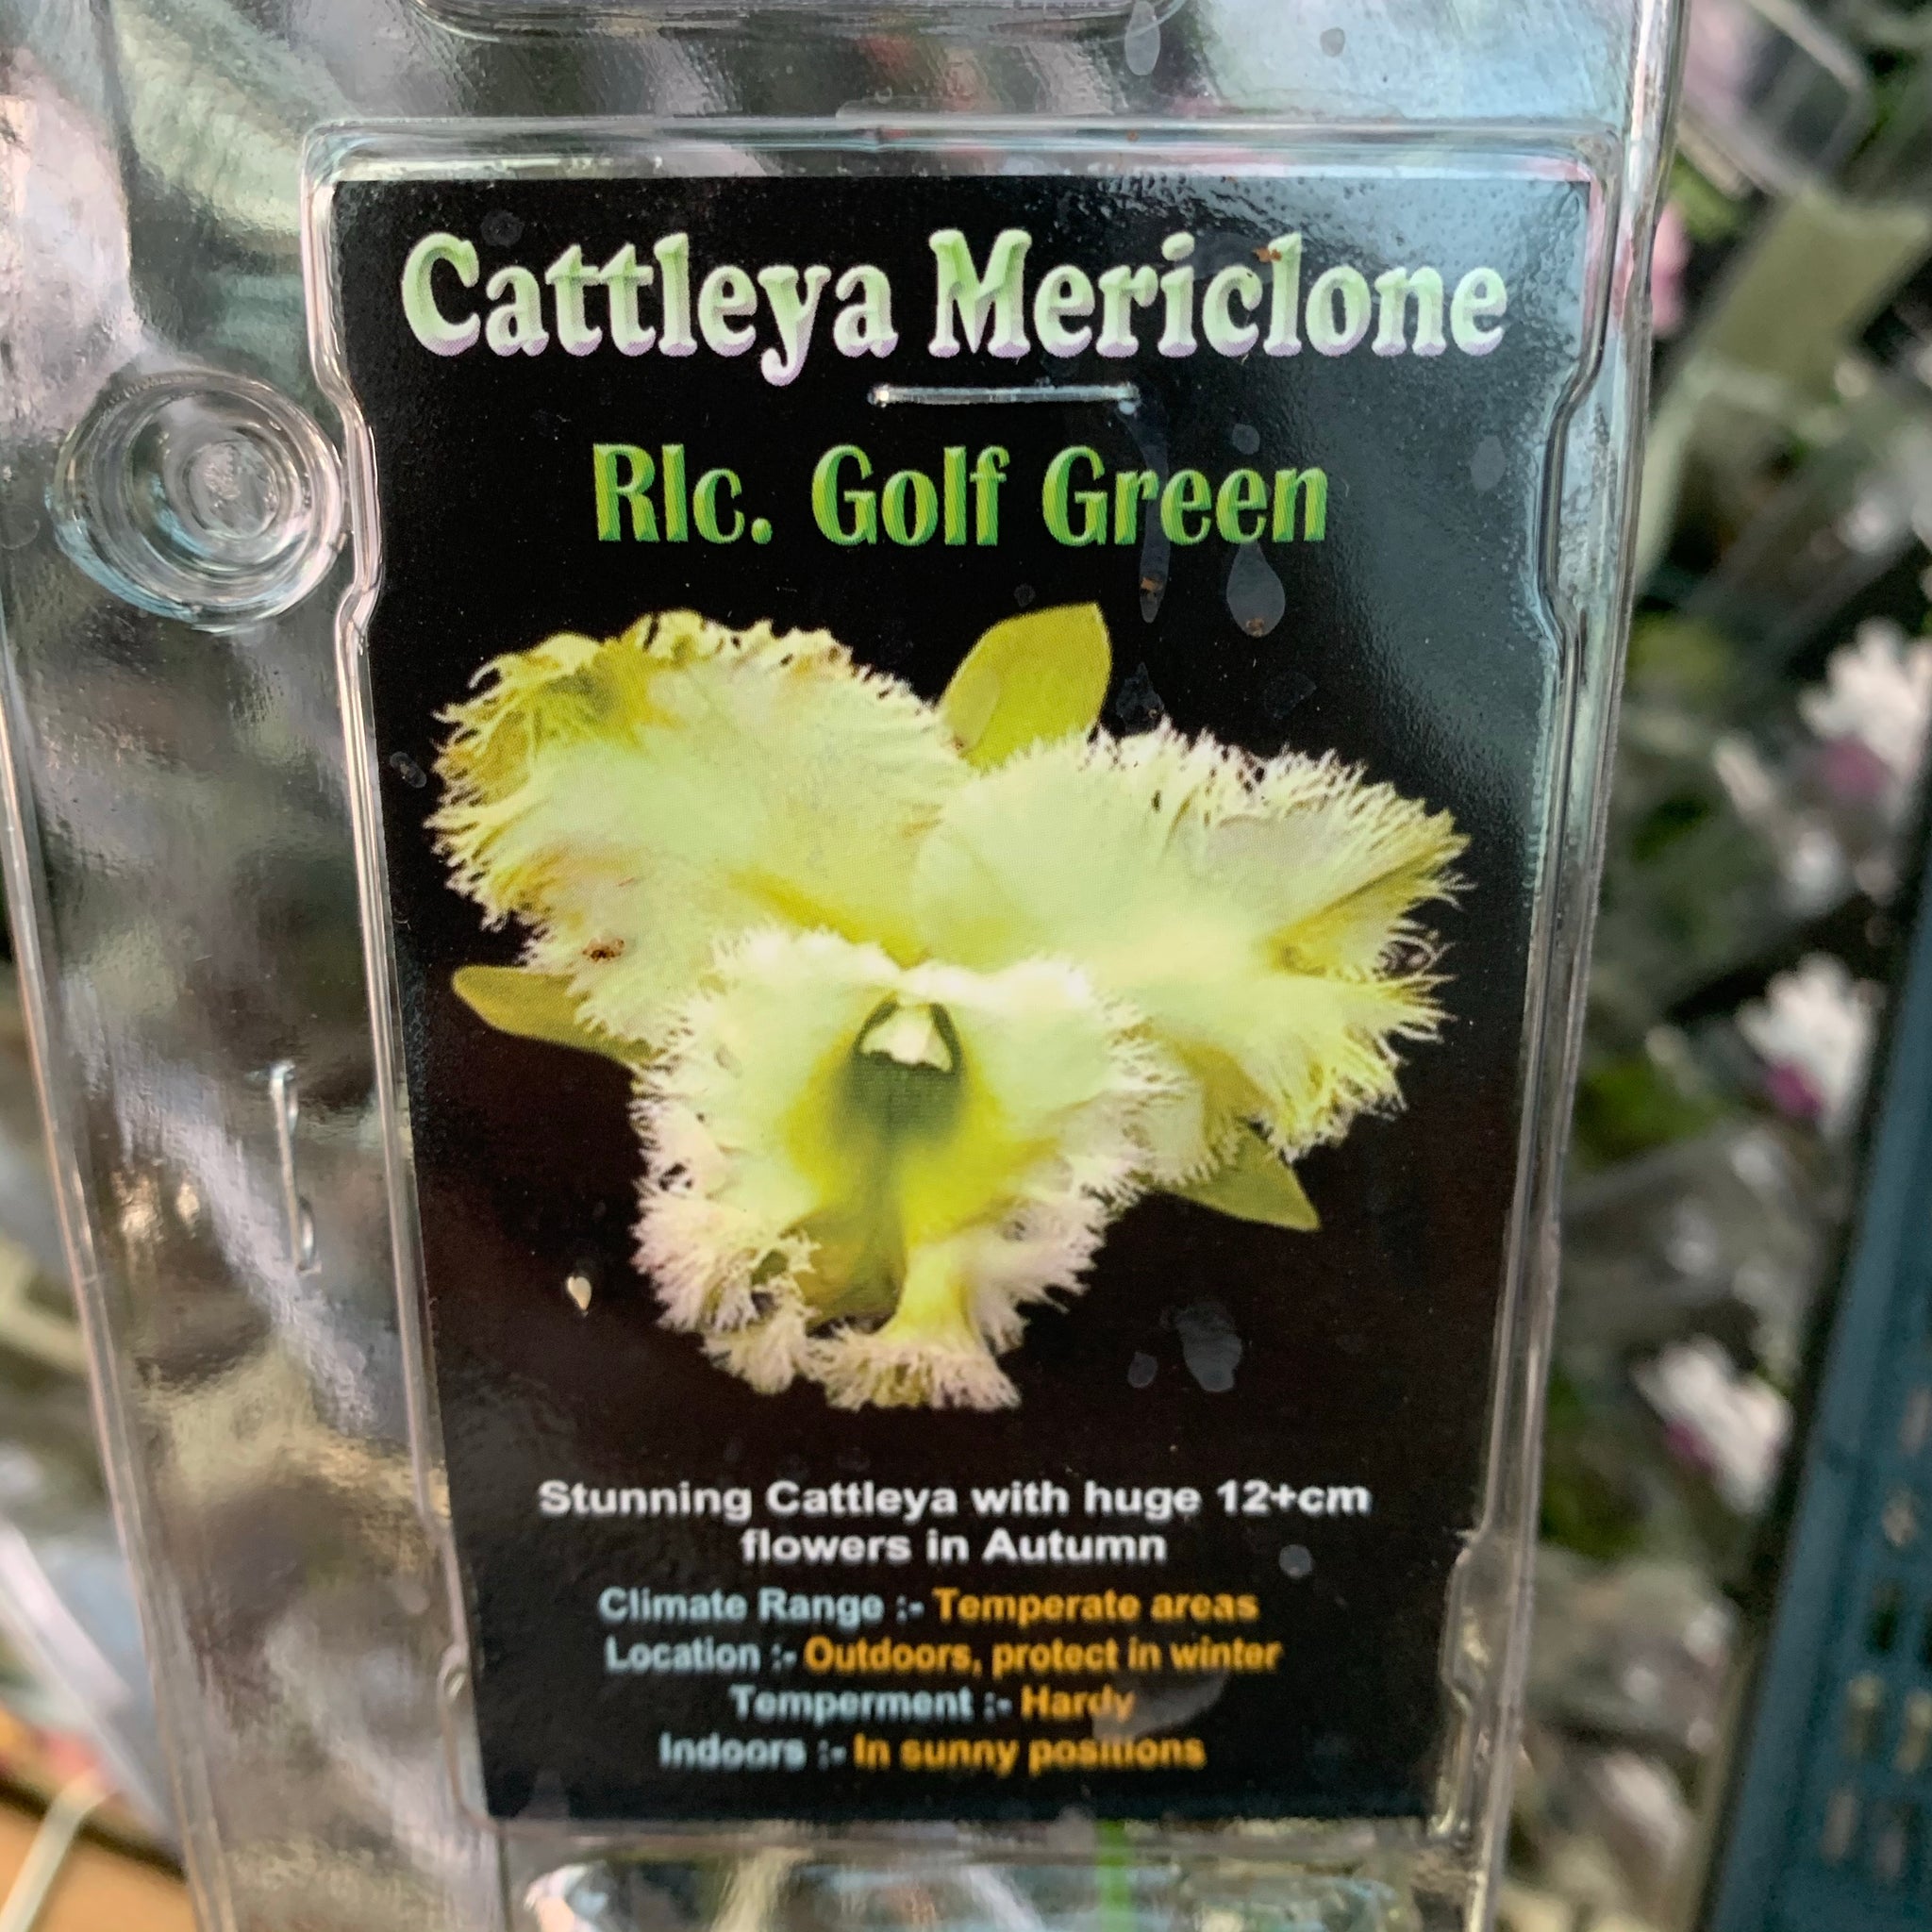 Cattleya Mericlone
Rlc. Golf Green
Stunning Cattleya with huge 12+cm
flowers in Autumn
Climate Range :- Temperate areas
Location :- Outdoors, protect in winter
Temperment :- Hardy
Indoors :- In sunny positions